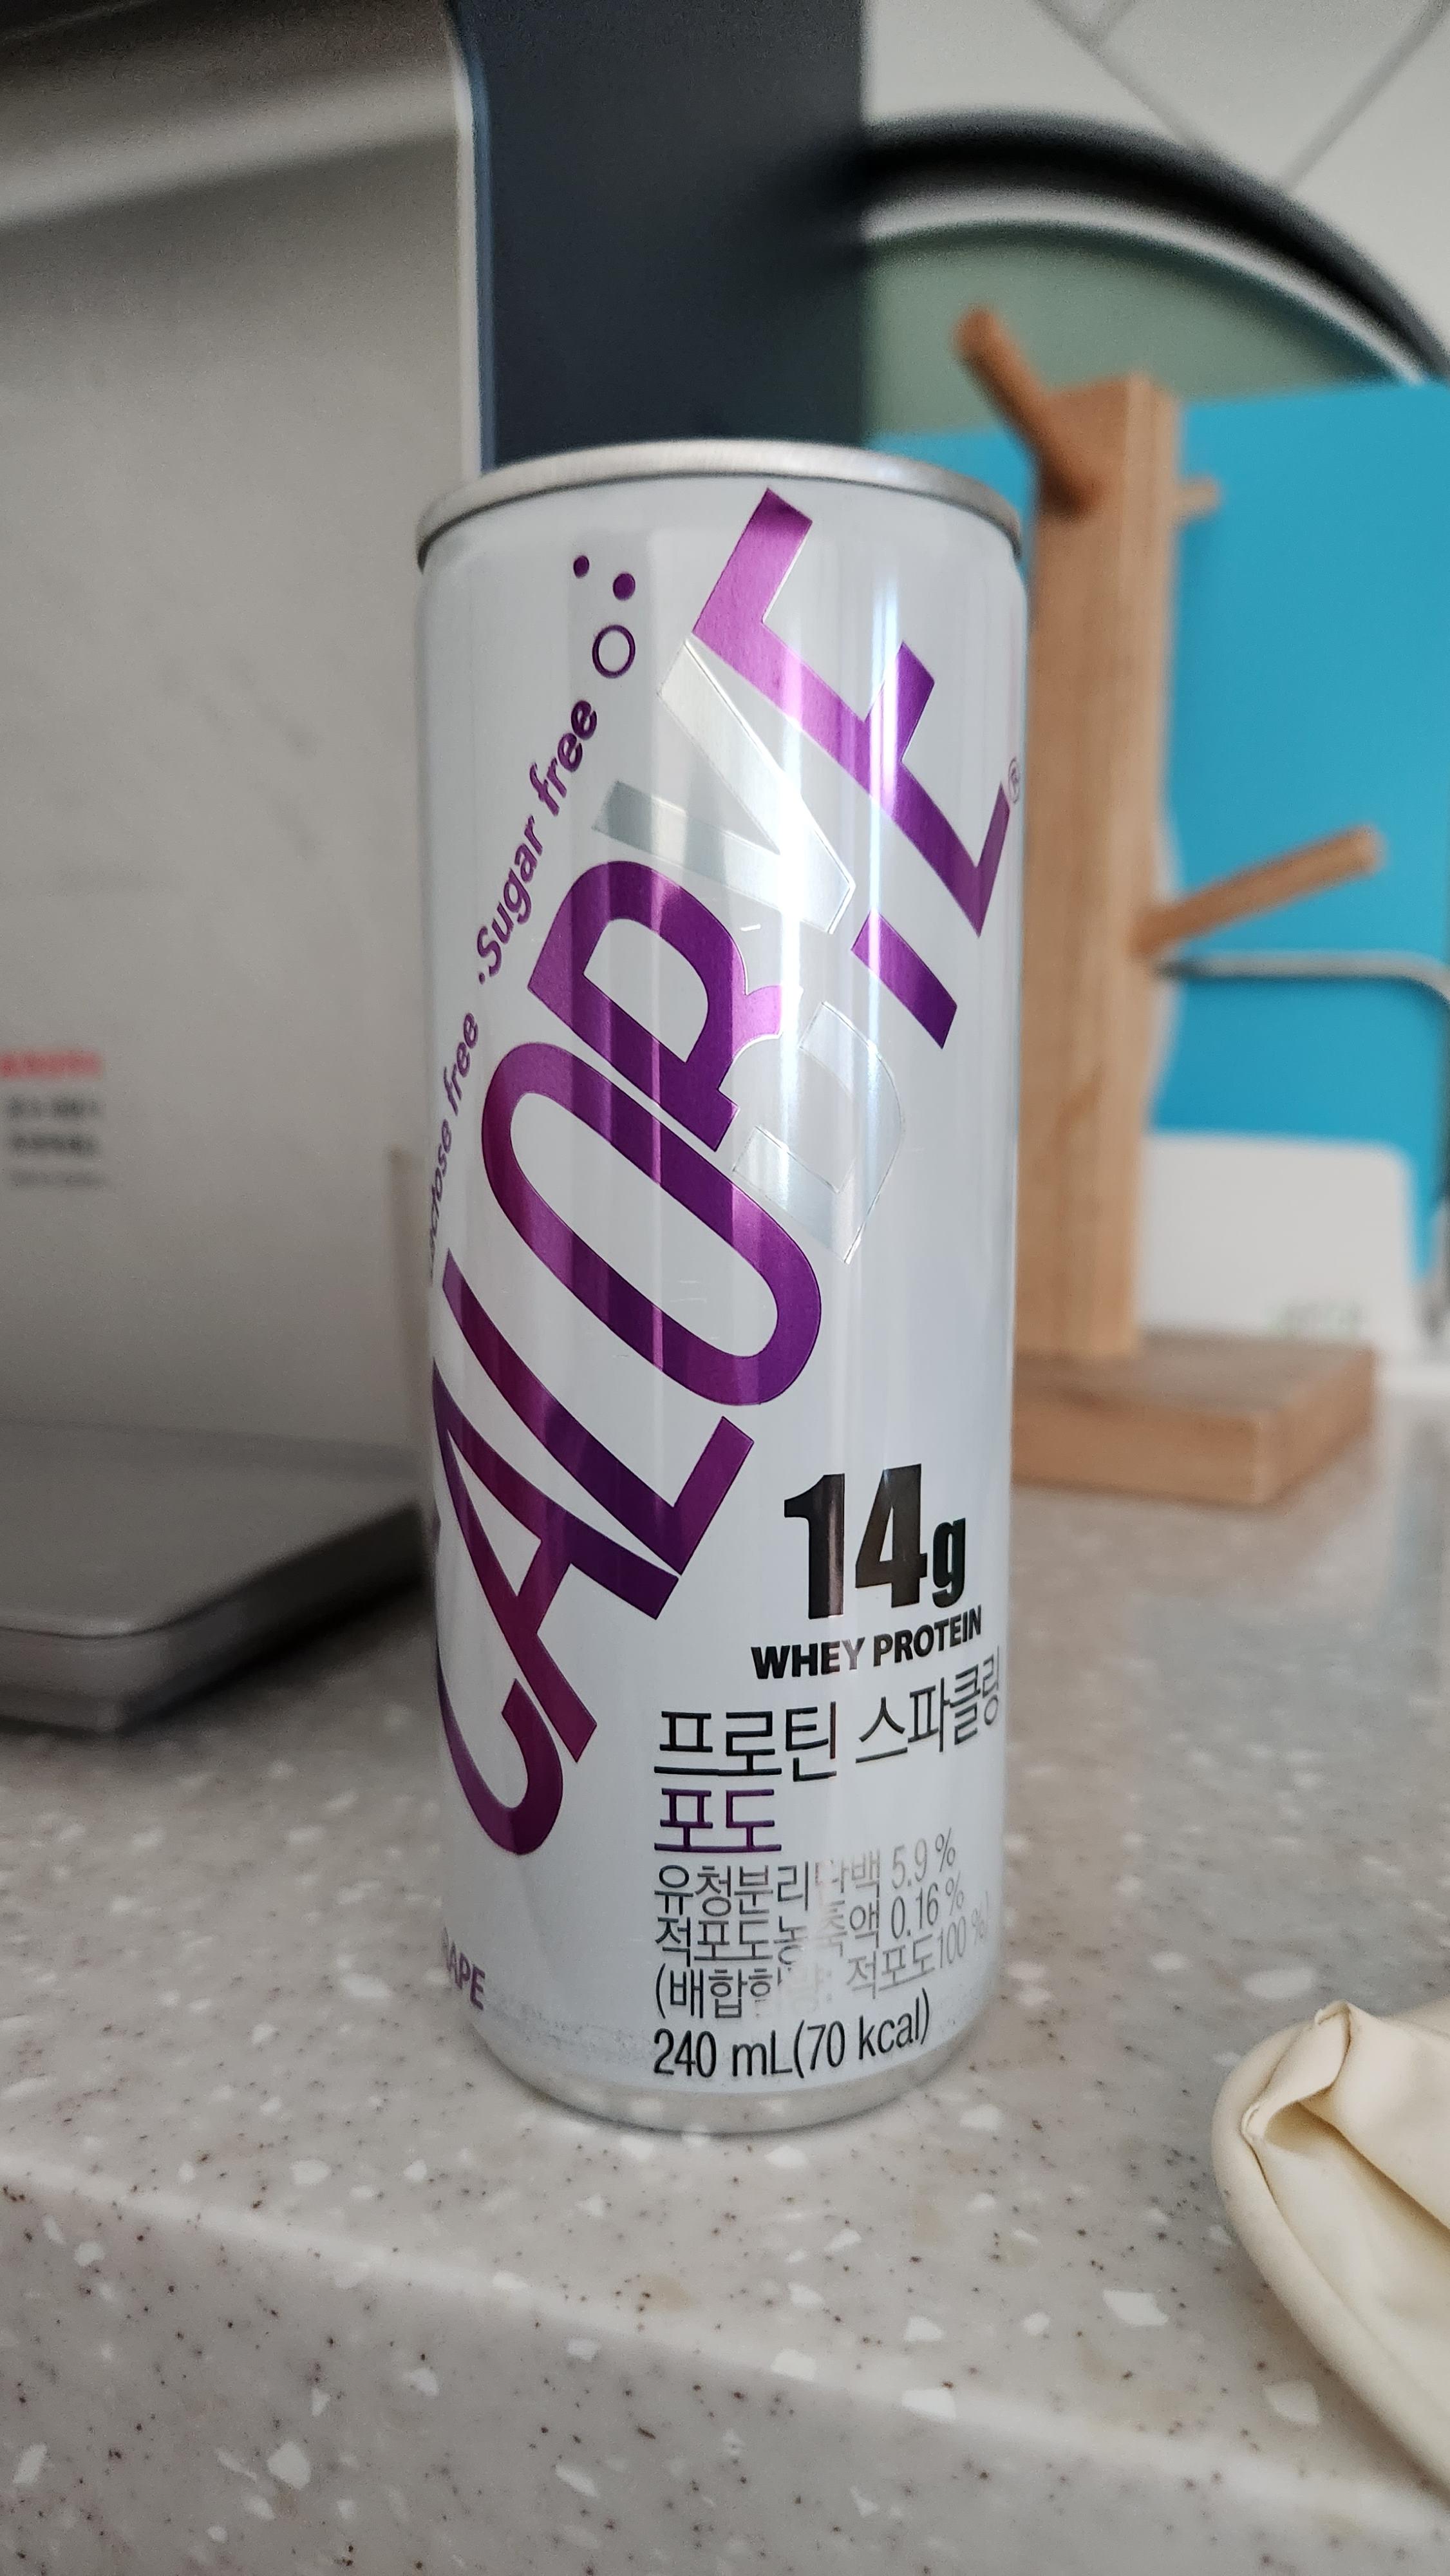 Sugar free
CALOBYE
14g
WHEY PROTEIN
프로틴 스파클링
포도
유청분리단백 5.9 %
적포도농축액 0.16 %
(배합함량: 적포도100 %)
240 mL(70 kcal)